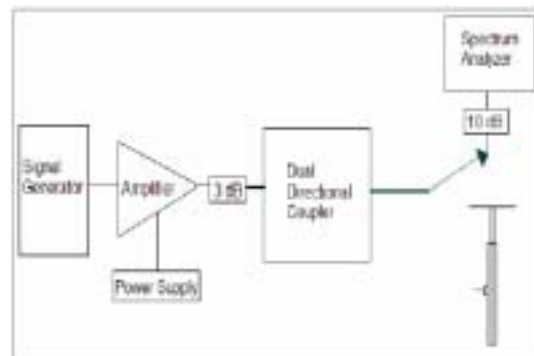 Spectrum
Analyzer
10 dB
Signal
Generator
Amplifier
3 dB
Dual
Directional
Coupler
Power Supply